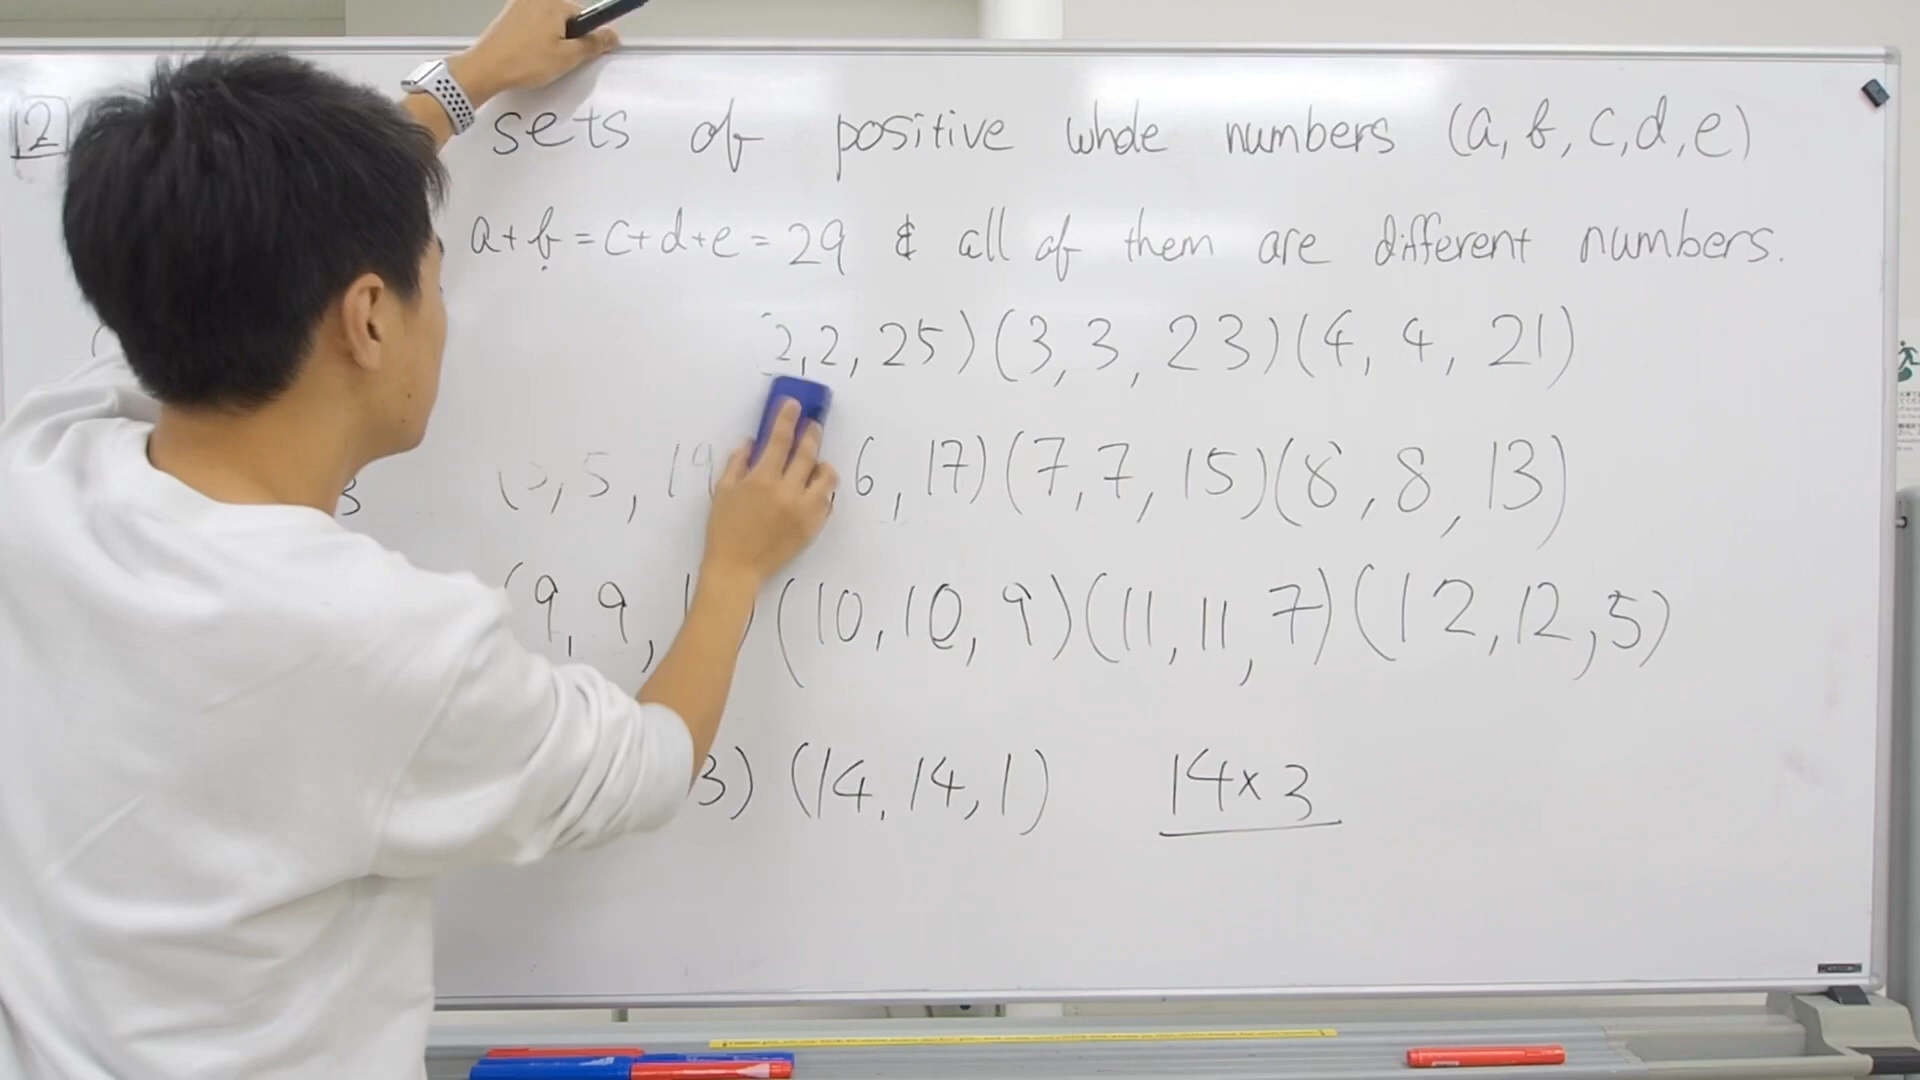 2 sets of positive whole numbers (a, b, c, d, e)
a+b = c+d+e = 29 & all of them are different numbers.
2, 2, 25) (3, 3, 23) (4, 4, 21)
3 5, 19 6, 17) (7, 7, 15) (8, 8, 13)
(9, 9, (10, 10, 9) (11, 11, 7) (12, 12, 5)
3) (14, 14, 1) 14×3